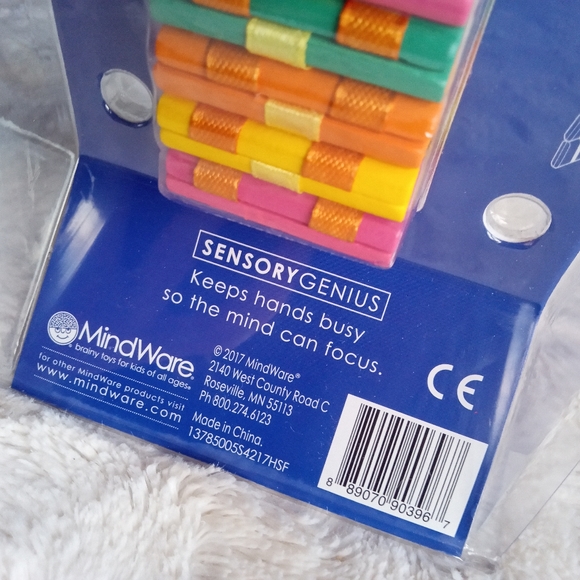 SENSORYGENIUS
Keeps hands busy
so the mind can focus.
MindWare®
brainy toys for kids of all ages®
for other MindWare products visit
www.mindware.com
© 2017 MindWare®
2140 West County Road C
Roseville, MN 55113
Ph 800.274.6123
Made in China.
13785005S4217HSF
CE
8 89070 90396 7